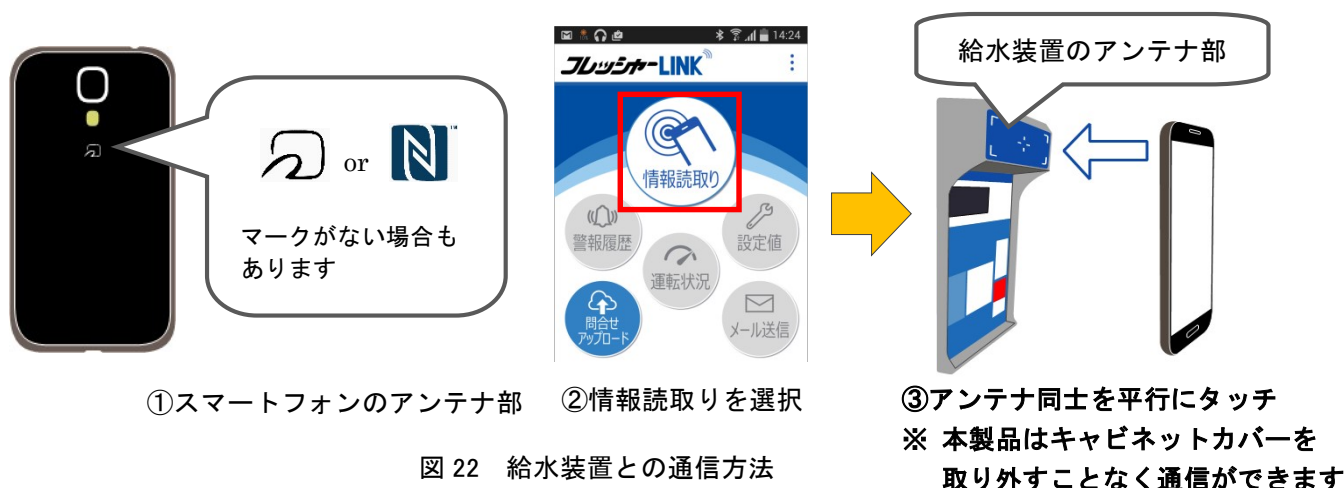 or
N
™
マークがない場合も
あります
①スマートフォンのアンテナ部
14:24
フレッシャーLINK
情報読取り
警報履歴
設定値
運転状況
問合せ
アップロード
メール送信
②情報読取りを選択
給水装置のアンテナ部
③アンテナ同士を平行にタッチ
※ 本製品はキャビネットカバーを
取り外すことなく通信ができます
図 22 給水装置との通信方法